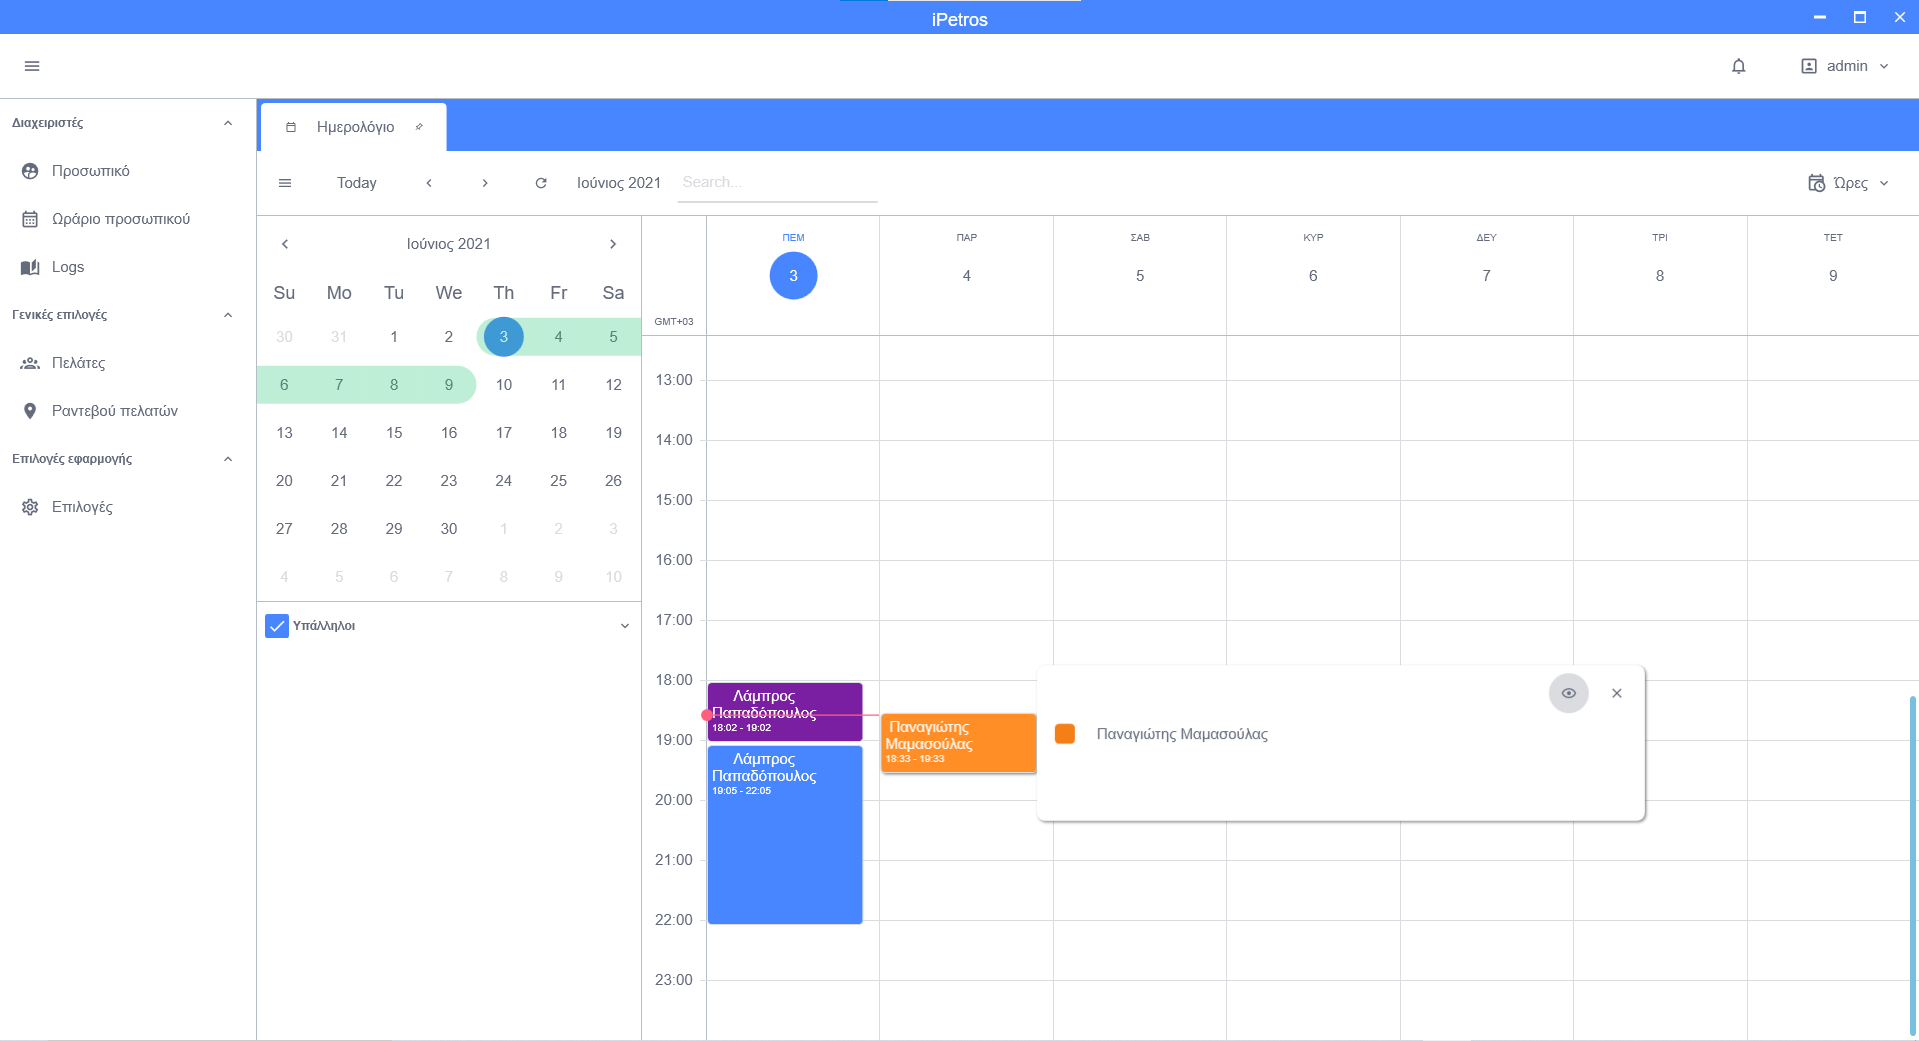 iPetros
admin
Διαχειριστές
Προσωπικό
Ωράριο προσωπικού
Logs
Γενικές επιλογές
Πελάτες
Ραντεβού πελατών
Επιλογές εφαρμογής
Επιλογές
Ημερολόγιο
Today
Ιούνιος 2021
Search...
Ώρες
Ιούνιος 2021
Su Mo Tu We Th Fr Sa
30 31 1 2 3 4 5
6 7 8 9 10 11 12
13 14 15 16 17 18 19
20 21 22 23 24 25 26
27 28 29 30 1 2 3
4 5 6 7 8 9 10
Υπάλληλοι
ΠΕΜ ΠΑΡ ΣΑΒ ΚΥΡ ΔΕΥ ΤΡΙ ΤΕΤ
3 4 5 6 7 8 9
GMT+03
13:00
14:00
15:00
16:00
17:00
18:00
19:00
20:00
21:00
22:00
23:00
Λάμπρος
Παπαδόπουλος
18:02 - 19:02
Λάμπρος
Παπαδόπουλος
19:05 - 22:05
Παναγιώτης
Μαμασούλας
18:33 - 19:33
Παναγιώτης Μαμασούλας